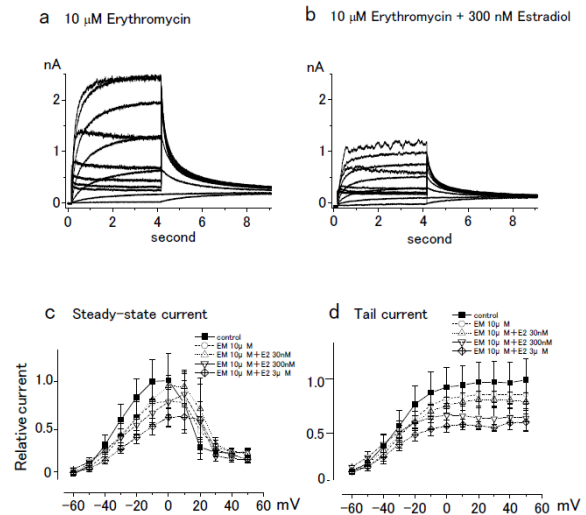 a 10 μM Erythromycin
b 10 μM Erythromycin + 300 nM Estradiol
nA
2
1
0
0 2 4 6 8
second
nA
2
1
0
0 2 4 6 8
second
c Steady-state current
control
EM 10μ M
EM 10μ M+E2 30nM
EM 10μ M+E2 300nM
EM 10μ M+E2 3μ M
Relative current
1.0
0.5
0
-60 -40 -20 0 20 40 60 mV
d Tail current
control
EM 10μ M
EM 10μ M+E2 30nM
EM 10μ M+E2 300nM
EM 10μ M+E2 3μ M
1.0
0.5
0
-60 -40 -20 0 20 40 60 mV